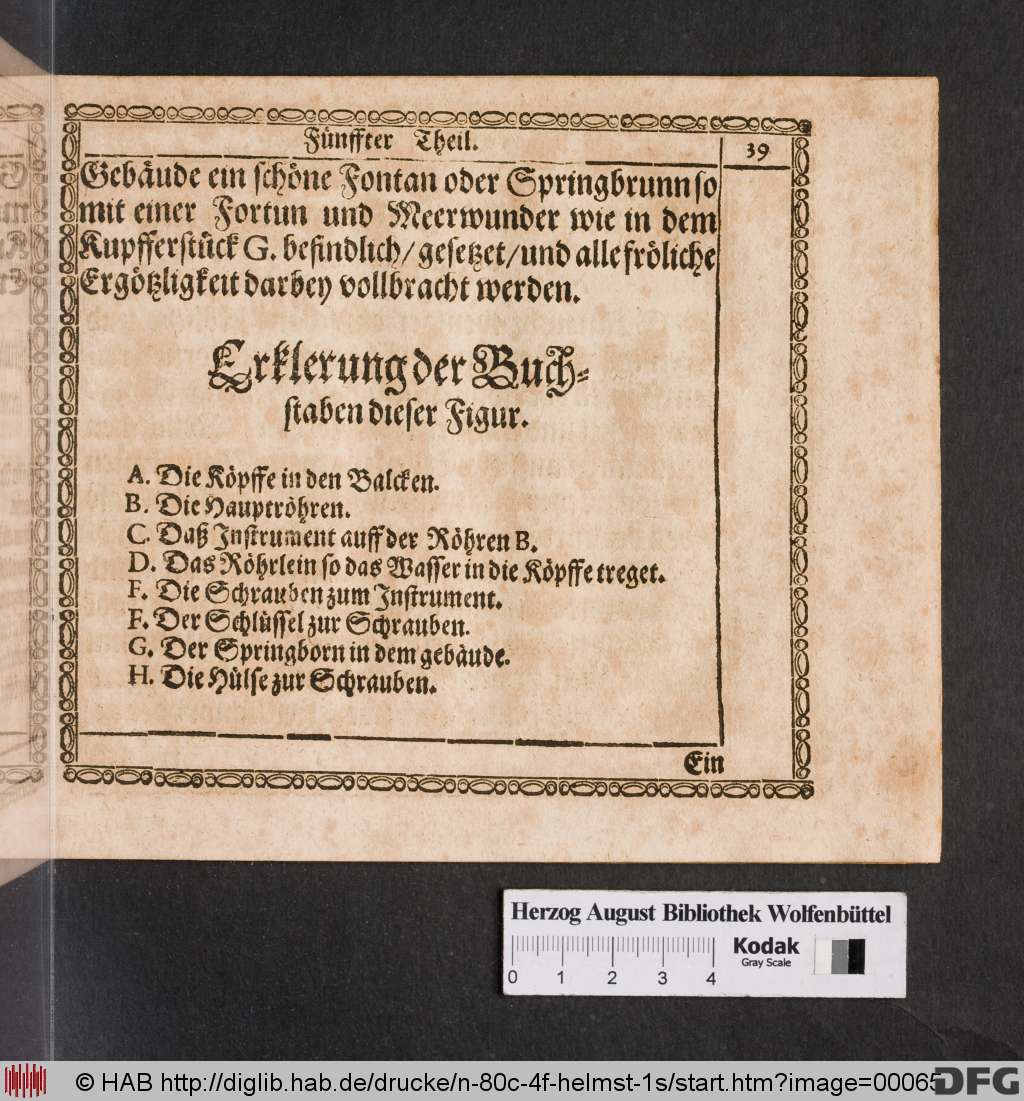 Fünffter Theil.
39
Gebäude ein schöne Fontan oder Springbrunn so
mit einer Fortun und Meerwunder wie in dem
Kupfferstück G. befindlich/ gesetzet/ und alle fröliche
Ergötzligkeit darbey vollbracht werden.
Erklerung der Buch-
staben dieser Figur.
A. Die Köpffe in den Balcken.
B. Die Hauptröhren.
C. Daß Instrument auff der Röhren B.
D. Das Röhrlein so das Wasser in die Köpffe treget.
F. Die Schrauben zum Instrument.
F. Der Schlüssel zur Schrauben.
G. Der Springborn in dem gebäude.
H. Die Hülse zur Schrauben.
Ein
Herzog August Bibliothek Wolfenbüttel
Kodak
Gray Scale
0 1 2 3 4
© HAB http://diglib.hab.de/drucke/n-80c-4f-helmst-1s/start.htm?image=00065
DFG